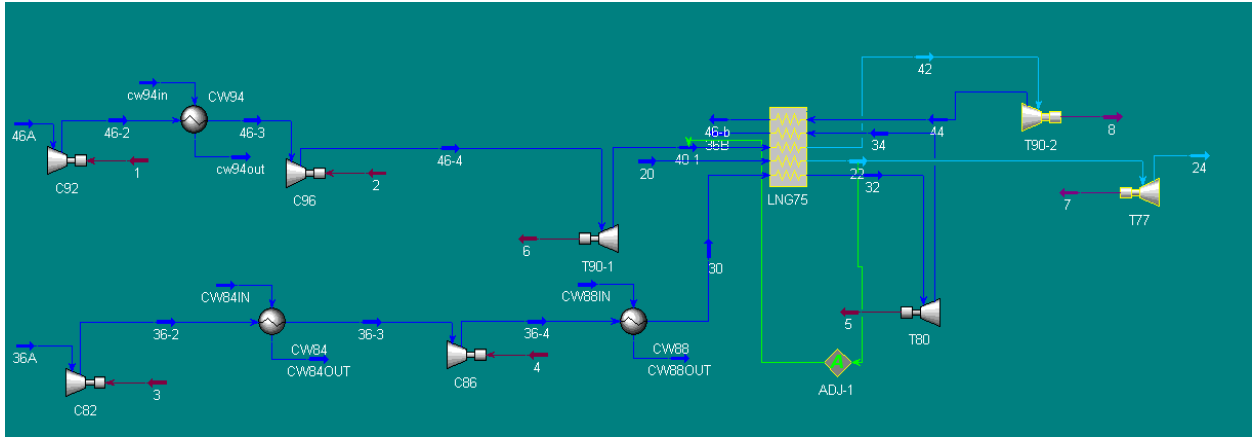 42
cw94in
CW94
46A
46-2
46-3
44
T90-2
8
46-b
34
36B
46-4
40.1
cw94out
C92
1
20
22
24
2
32
C96
LNG75
7
T77
6
T90-1
30
CW84IN
CW88IN
5
T80
36-2
36-3
36-4
36A
CW84
CW88
CW84OUT
4
CW88OUT
A
C82
3
C86
ADJ-1